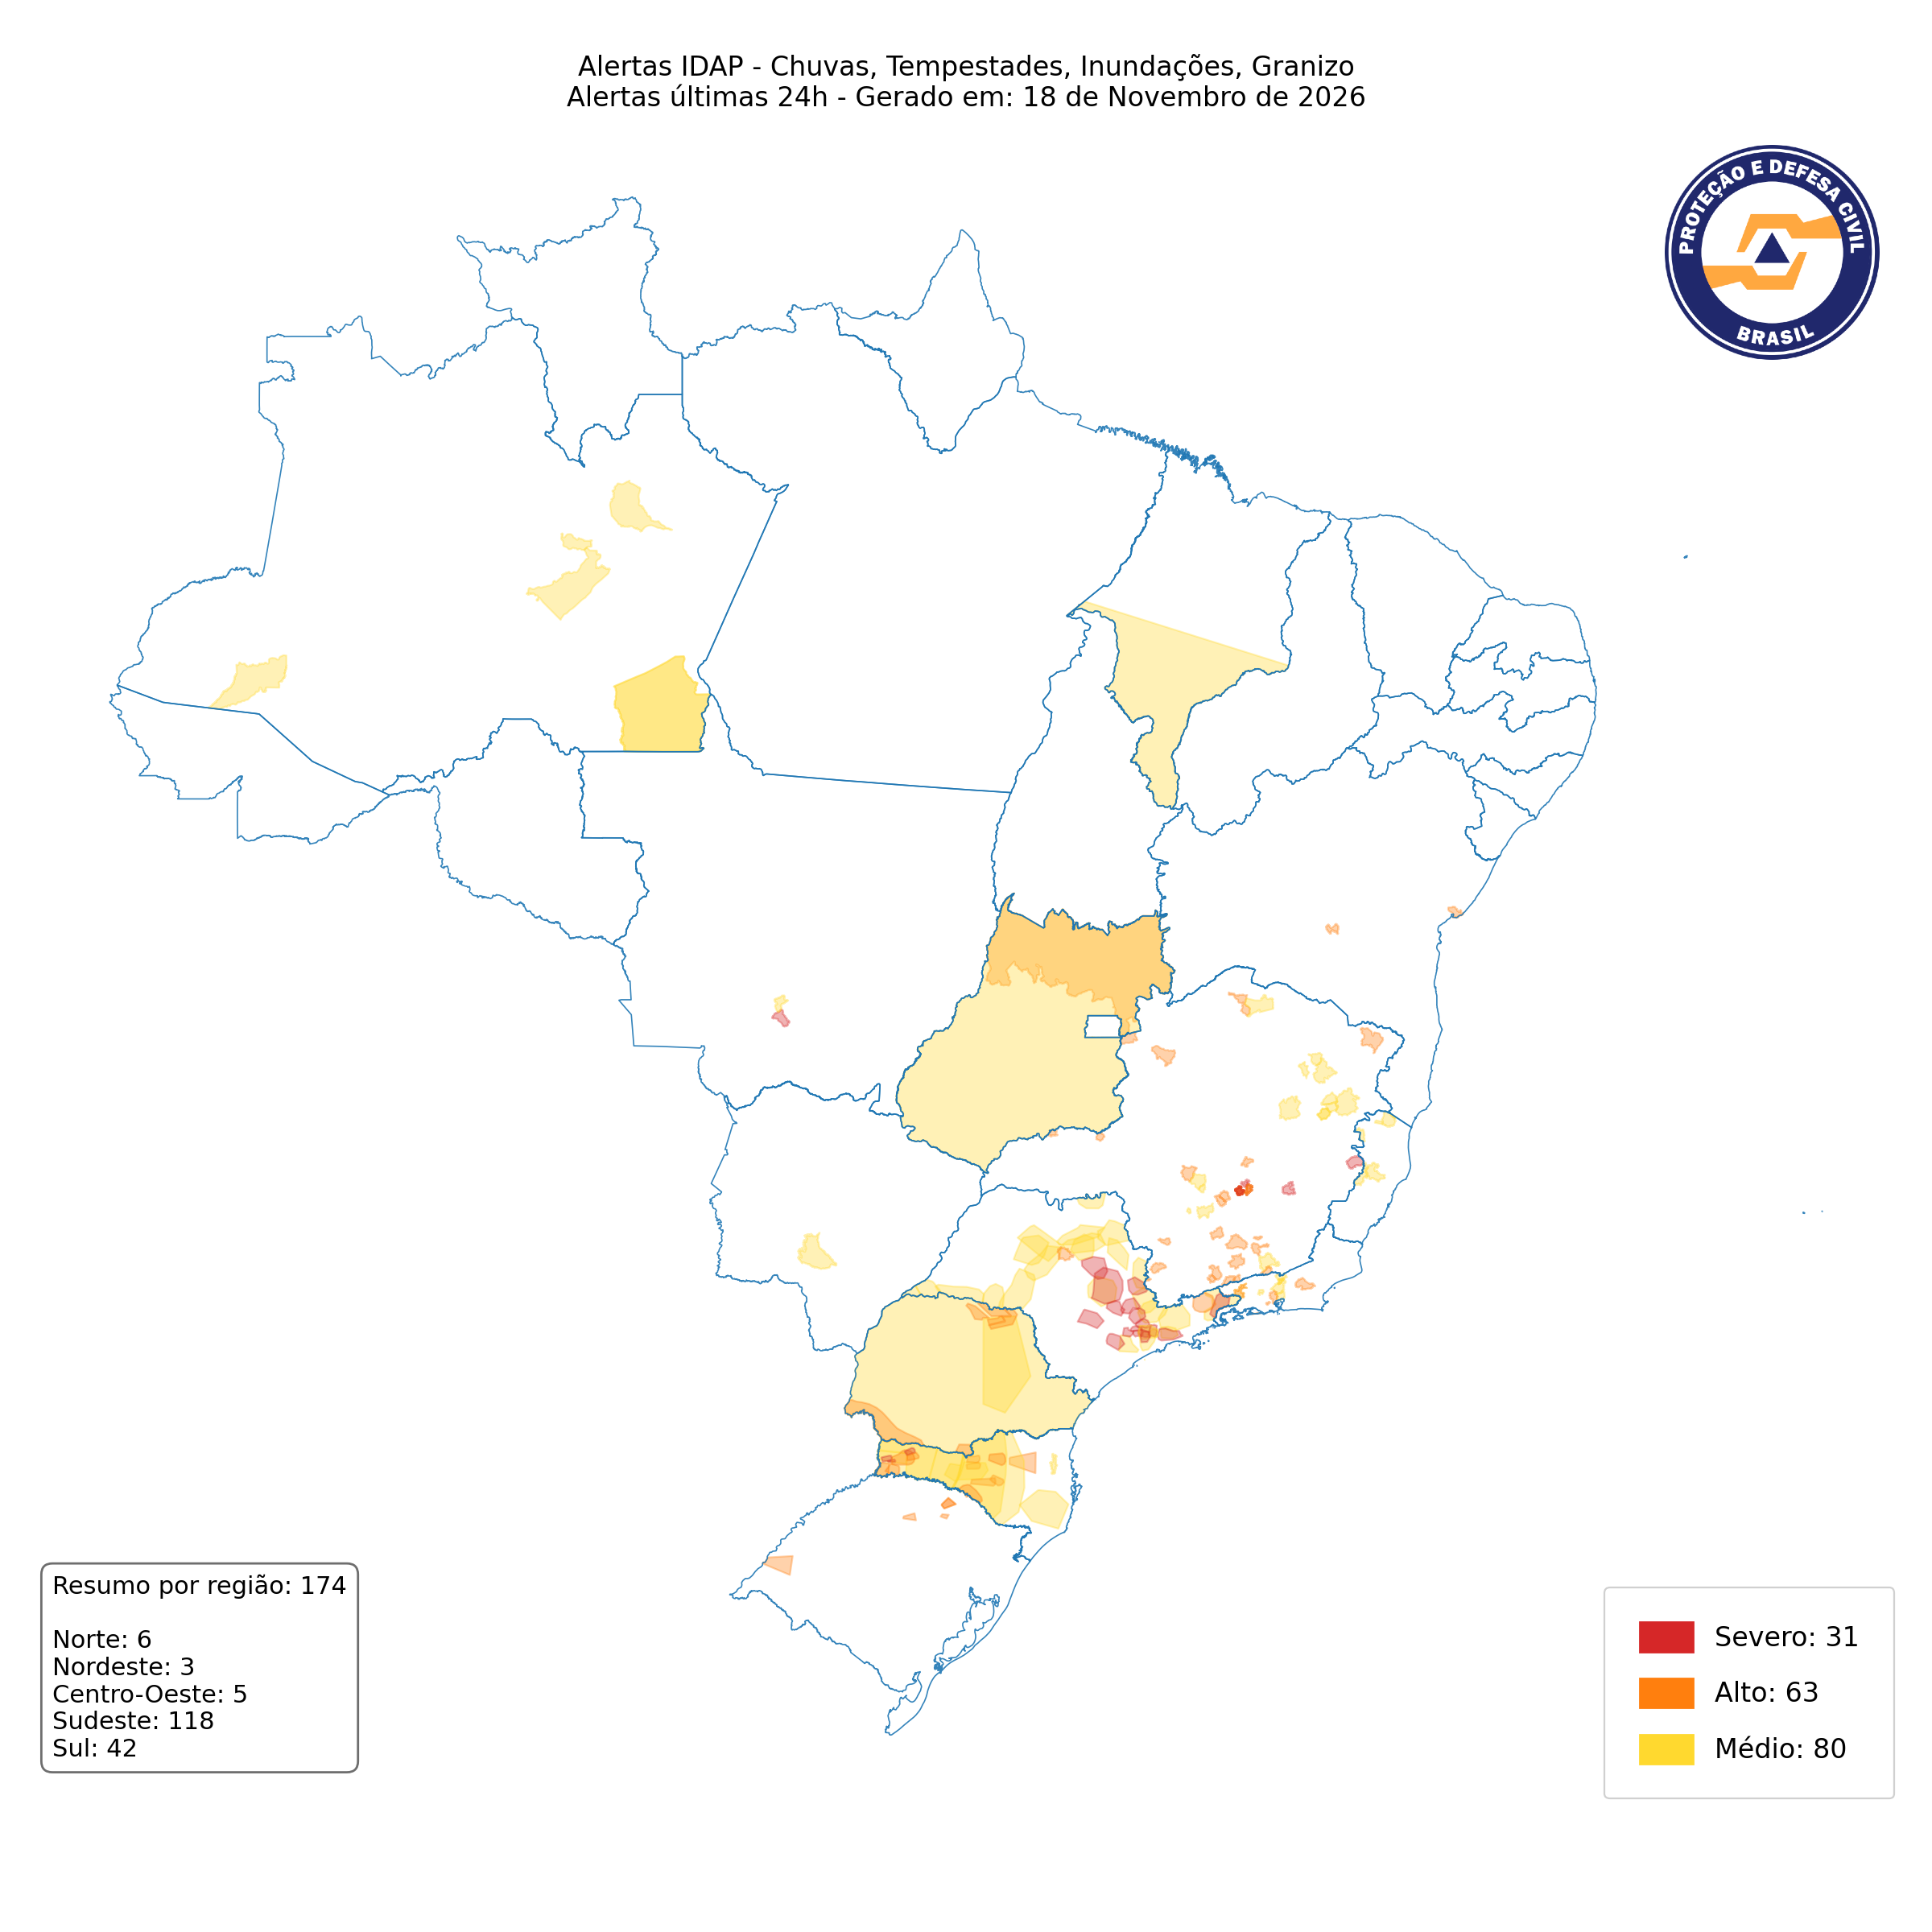 Alertas IDAP - Chuvas, Tempestades, Inundações, Granizo
Alertas últimas 24h - Gerado em: 18 de Novembro de 2026
PROTEÇÃO E DEFESA CIVIL
BRASIL
Resumo por região: 174
Norte: 6
Nordeste: 3
Centro-Oeste: 5
Sudeste: 118
Sul: 42
Severo: 31
Alto: 63
Médio: 80